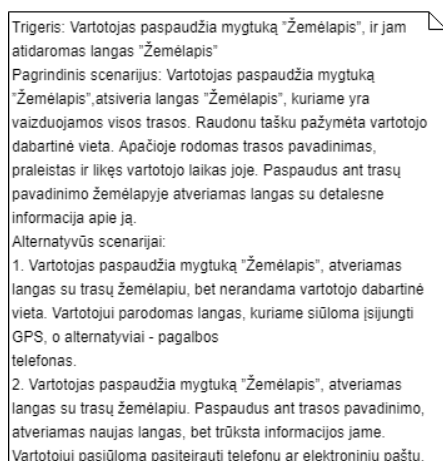 Trigeris: Vartotojas paspaudžia mygtuką "Žemėlapis", ir jam
atidaromas langas "Žemėlapis"
Pagrindinis scenarijus: Vartotojas paspaudžia mygtuką
"Žemėlapis",atsiveria langas "Žemėlapis", kuriame yra
vaizduojamos visos trasos. Raudonu tašku pažymėta vartotojo
dabartinė vieta. Apačioje rodomas trasos pavadinimas,
praleistas ir likęs vartotojo laikas joje. Paspaudus ant trasų
pavadinimo žemėlapyje atveriamas langas su detalesne
informacija apie ją.
Alternatyvūs scenarijai:
1. Vartotojas paspaudžia mygtuką "Žemėlapis", atveriamas
langas su trasų žemėlapiu, bet nerandama vartotojo dabartinė
vieta. Vartotojui parodomas langas, kuriame siūloma įsijungti
GPS, o alternatyviai - pagalbos
telefonas.
2. Vartotojas paspaudžia mygtuką "Žemėlapis", atveriamas
langas su trasų žemėlapiu. Paspaudus ant trasos pavadinimo,
atveriamas naujas langas, bet trūksta informacijos jame.
Vartotojui pasiūloma pasiteirauti telefonu ar elektroniniu paštu.